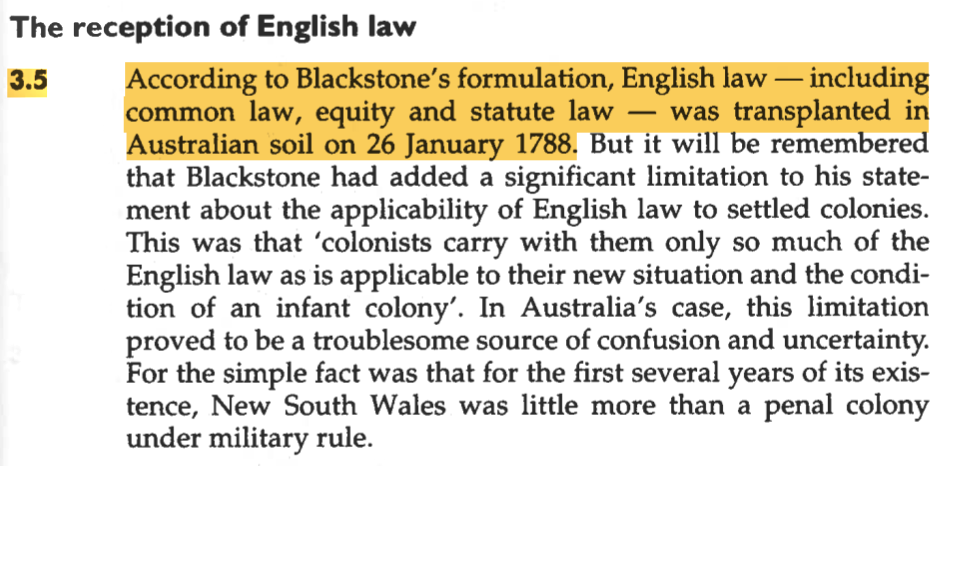 The reception of English law
3.5 According to Blackstone's formulation, English law — including
common law, equity and statute law — was transplanted in
Australian soil on 26 January 1788. But it will be remembered
that Blackstone had added a significant limitation to his state-
ment about the applicability of English law to settled colonies.
This was that 'colonists carry with them only so much of the
English law as is applicable to their new situation and the condi-
tion of an infant colony'. In Australia's case, this limitation
proved to be a troublesome source of confusion and uncertainty.
For the simple fact was that for the first several years of its exis-
tence, New South Wales was little more than a penal colony
under military rule.